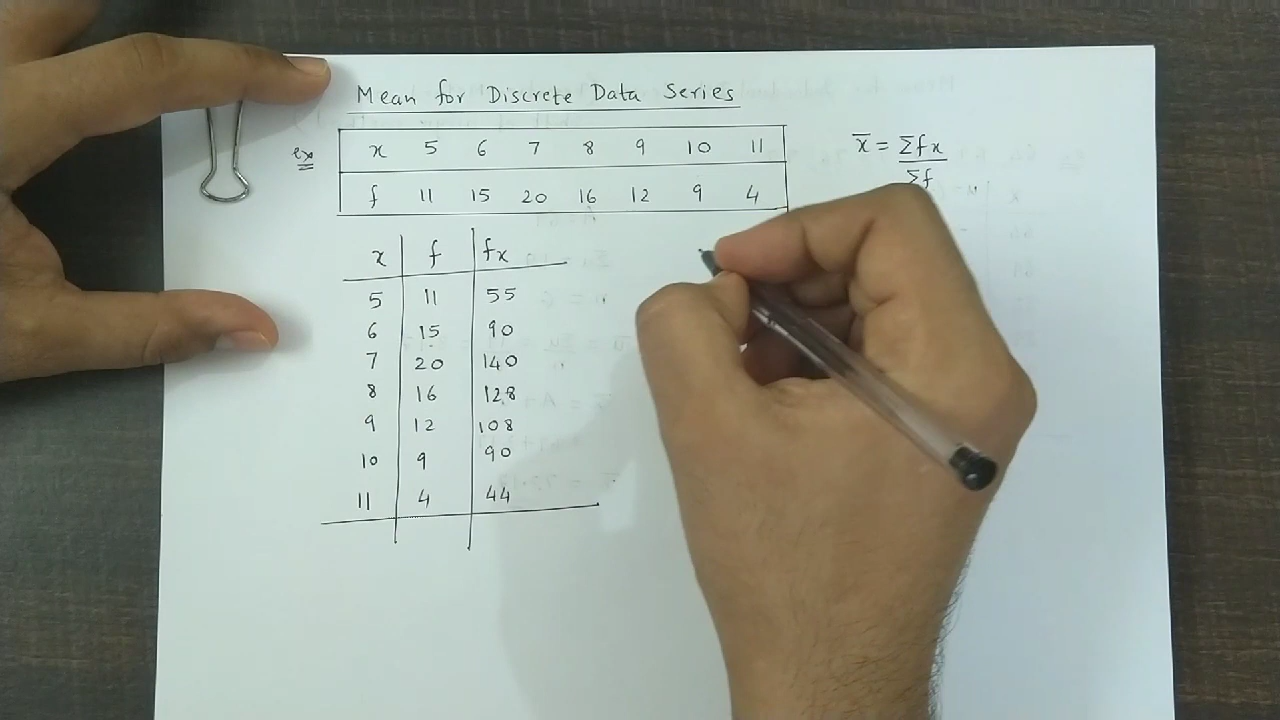 Mean for Discrete Data Series
ex x 5 6 7 8 9 10 11
f 11 15 20 16 12 9 4
x̄ = Σfx
Σf
x f fx
5 11 55
6 15 90
7 20 140
8 16 128
9 12 108
10 9 90
11 4 44